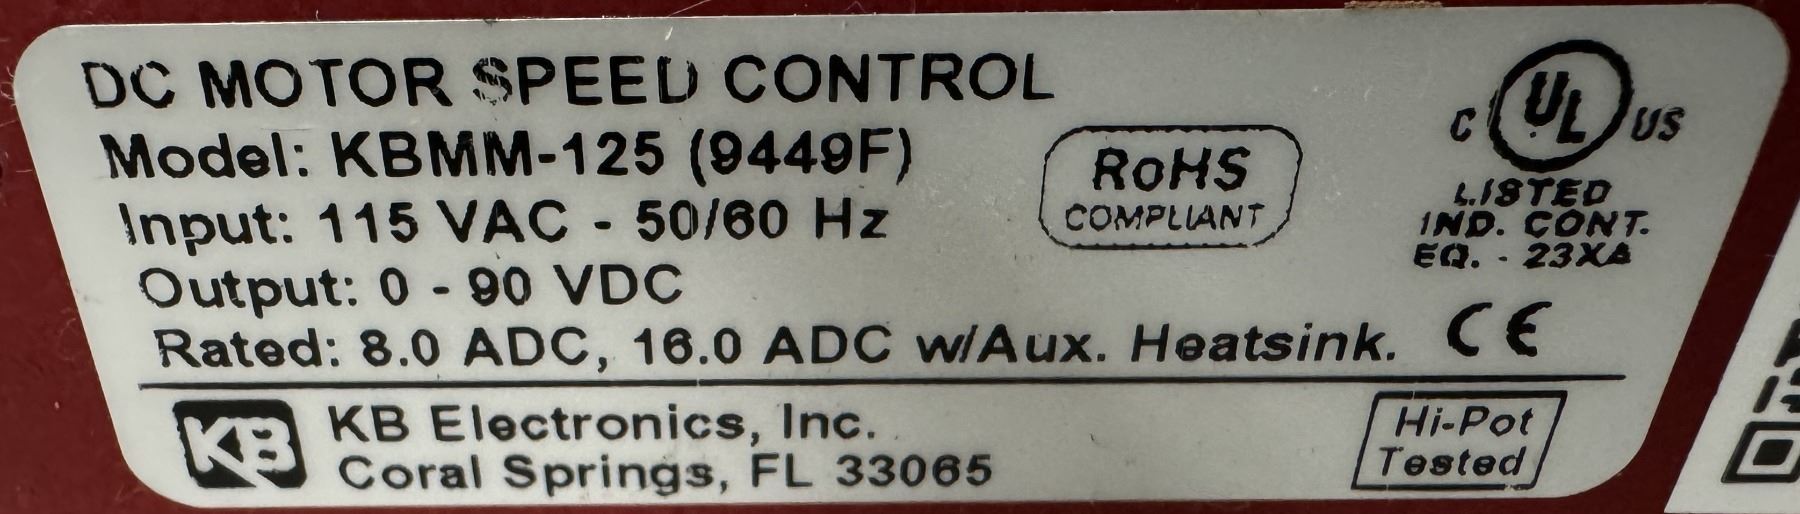 DC MOTOR SPEED CONTROL
Model: KBMM-125 (9449F)
Input: 115 VAC - 50/60 Hz
Output: 0 - 90 VDC
Rated: 8.0 ADC, 16.0 ADC w/Aux. Heatsink.
RoHS
COMPLIANT
C UL US
LISTED
IND. CONT.
EQ. - 23XA
CE
KB
KB Electronics, Inc.
Coral Springs, FL 33065
Hi-Pot
Tested